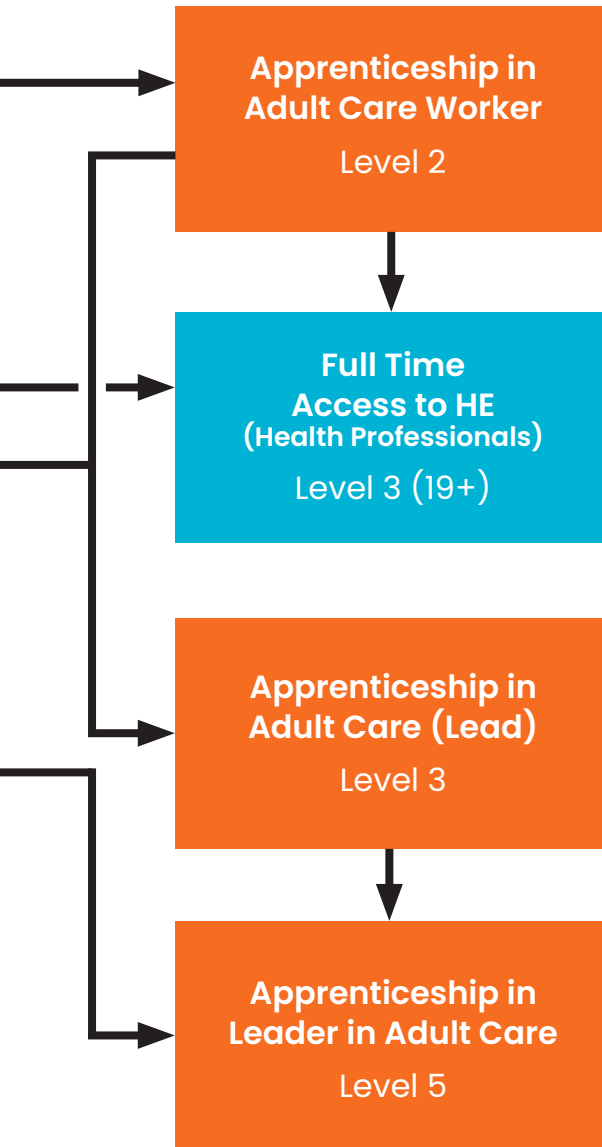 Apprenticeship in
Adult Care Worker
Level 2
Full Time
Access to HE
(Health Professionals)
Level 3 (19+)
Apprenticeship in
Adult Care (Lead)
Level 3
Apprenticeship in
Leader in Adult Care
Level 5